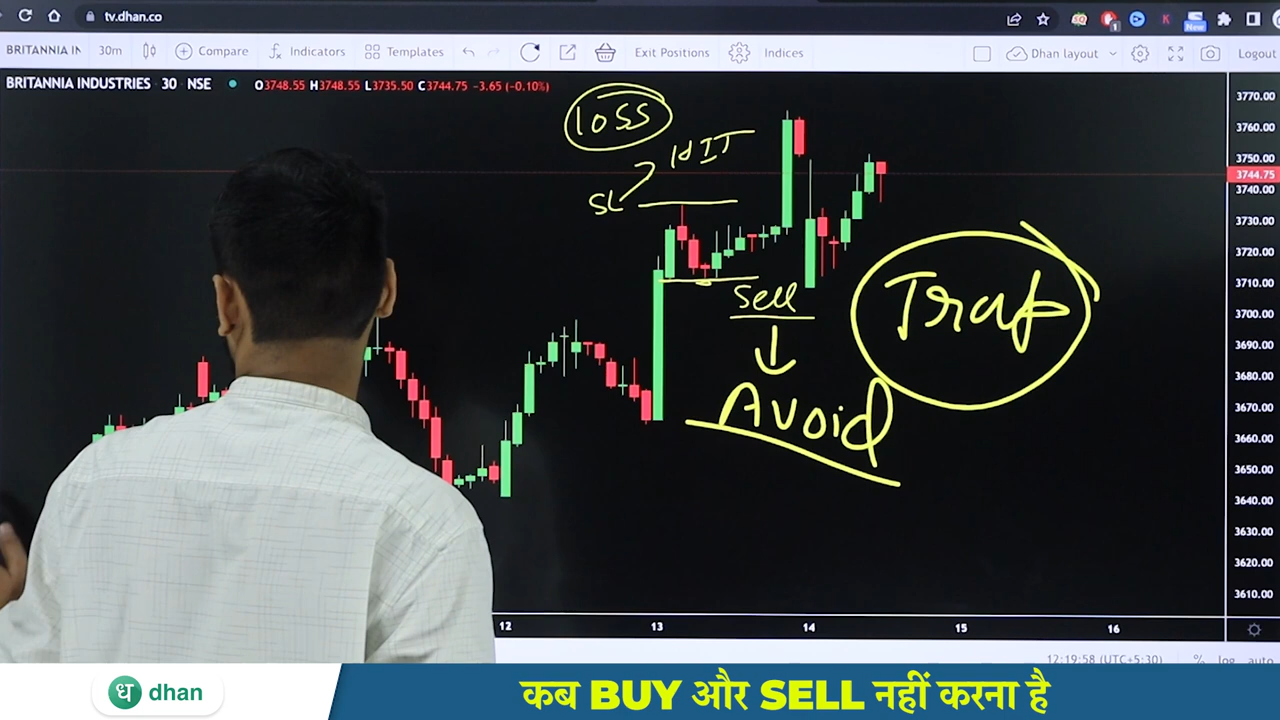 tv.dhan.co
New
1
K
BRITANNIA IN 30m Compare Indicators Templates Exit Positions Indices Dhan layout Logout
BRITANNIA INDUSTRIES 30 NSE O3748.55 H3748.55 L3735.50 C3744.75 -3.65 (-0.10%)
3770.00
loss
3760.00
HIT
3750.00
3744.75
3740.00
SL
3730.00
3720.00
3710.00
Sell
Trap
3700.00
3690.00
3680.00
Avoid
3670.00
3660.00
3650.00
3640.00
3630.00
3620.00
3610.00
12 13 14 15 16
12:19:58 (UTC+5:30) % log auto
ध dhan
कब BUY और SELL नहीं करना है